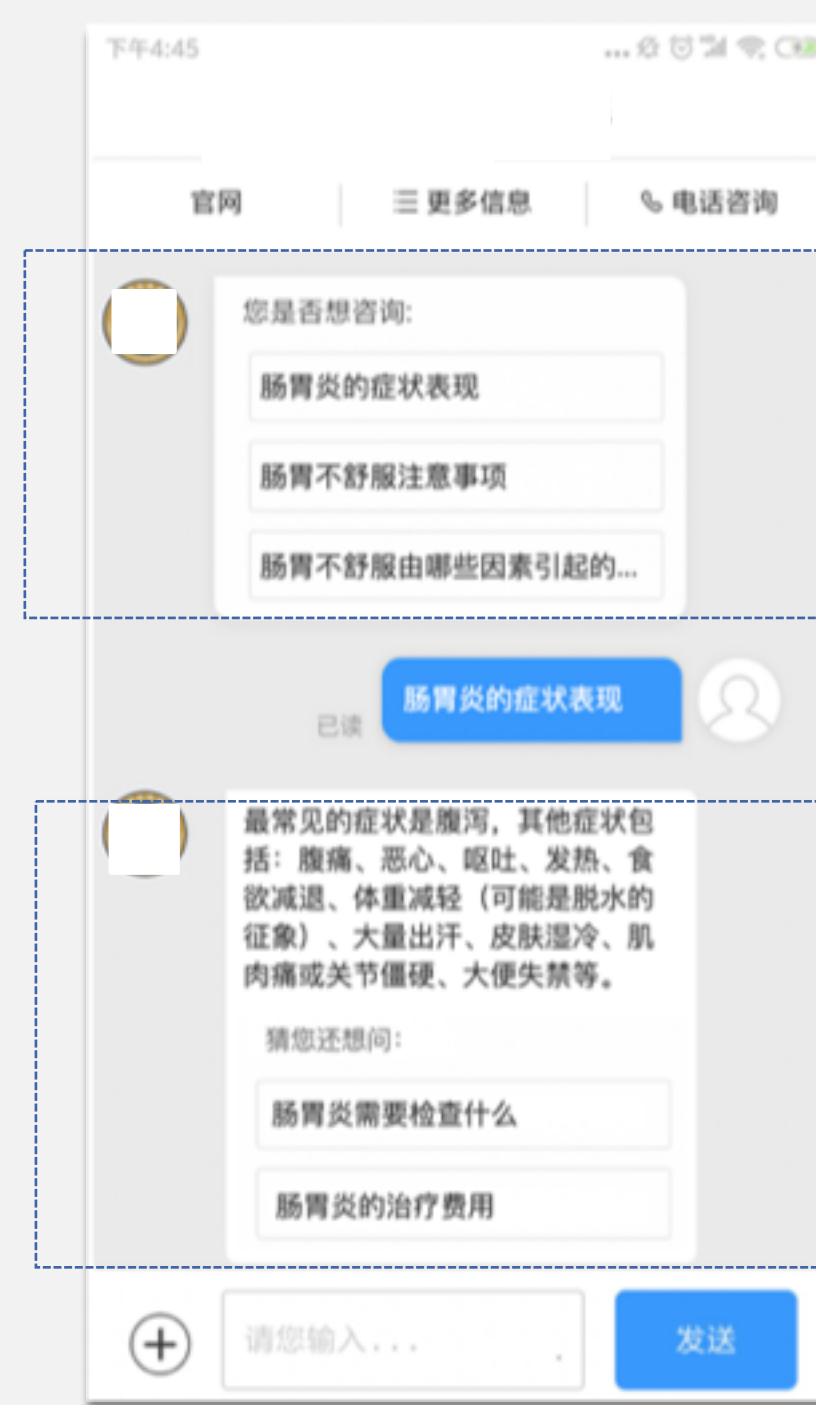 下午4:45
官网
更多信息
电话咨询
您是否想咨询:
肠胃炎的症状表现
肠胃不舒服注意事项
肠胃不舒服由哪些因素引起的...
肠胃炎的症状表现
已读
最常见的症状是腹泻，其他症状包
括：腹痛、恶心、呕吐、发热、食
欲减退、体重减轻（可能是脱水的
征象）、大量出汗、皮肤湿冷、肌
肉痛或关节僵硬、大便失禁等。
猜您还想问：
肠胃炎需要检查什么
肠胃炎的治疗费用
请您输入...
发送